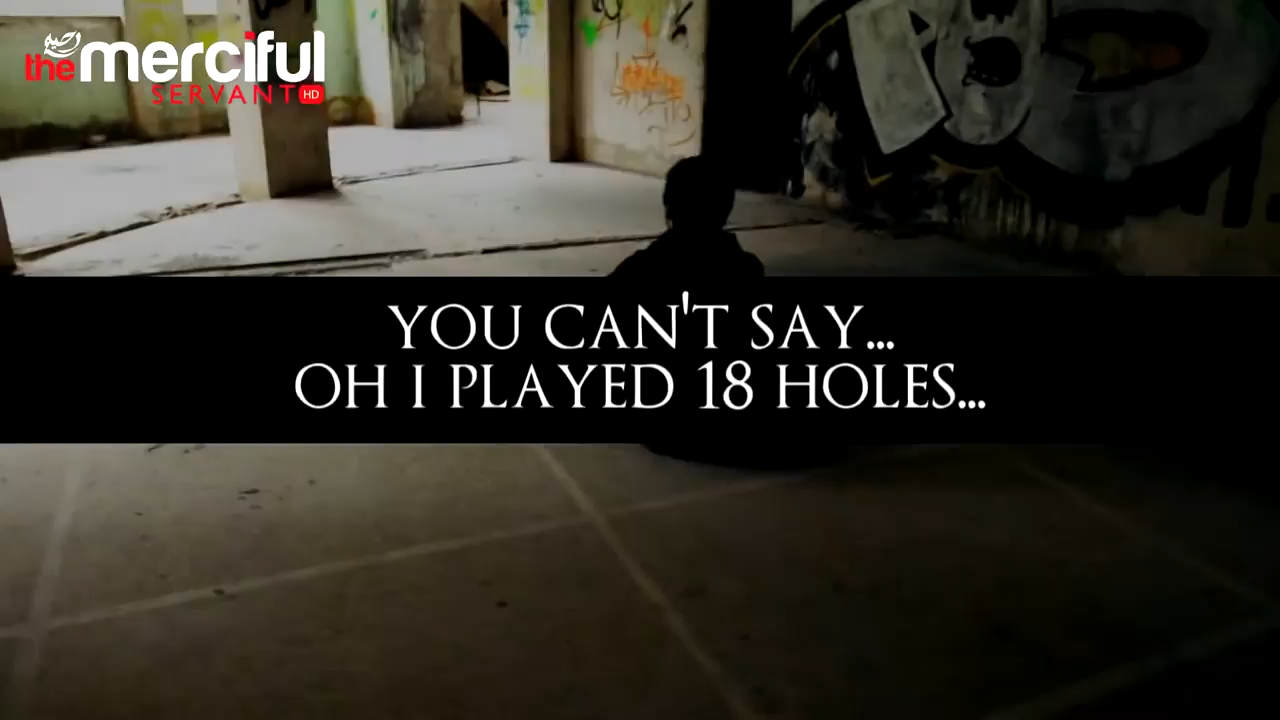 the merciful
SERVANT HD
YOU CAN'T SAY...
OH I PLAYED 18 HOLES...